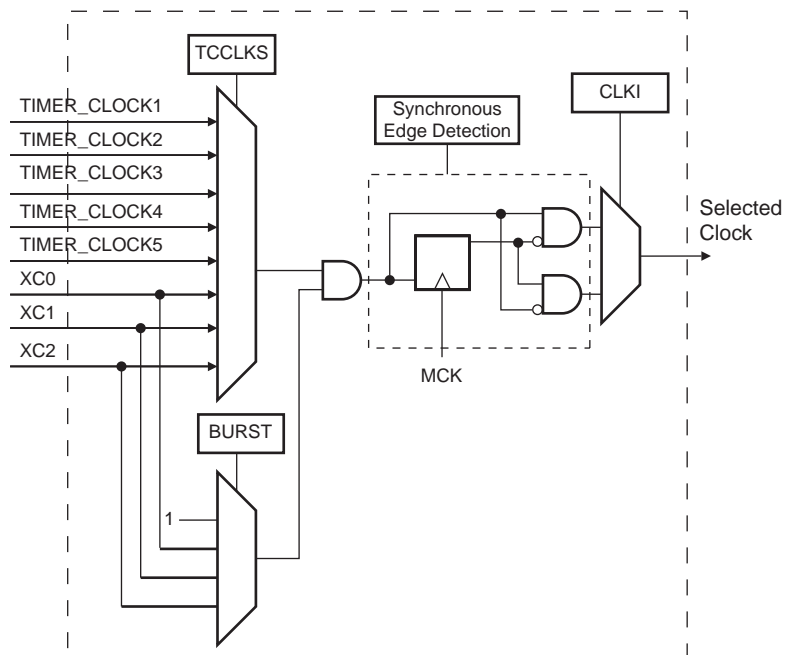 TCCLKS
TIMER_CLOCK1
TIMER_CLOCK2
TIMER_CLOCK3
TIMER_CLOCK4
TIMER_CLOCK5
XC0
XC1
XC2
Synchronous
Edge Detection
CLKI
Selected
Clock
MCK
BURST
1